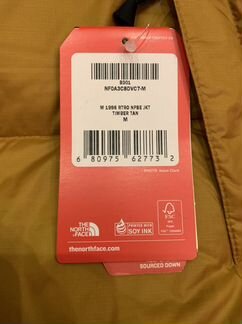 B001
NF0A3C8DVC7-M
M 1996 RTRO NPSE JKT
TIMBER TAN
M
6 80975 62773 2
THE
NORTH
FACE
PRINTED WITH
SOY INK
FSC
thenorthface.com
SOURCED DOWN